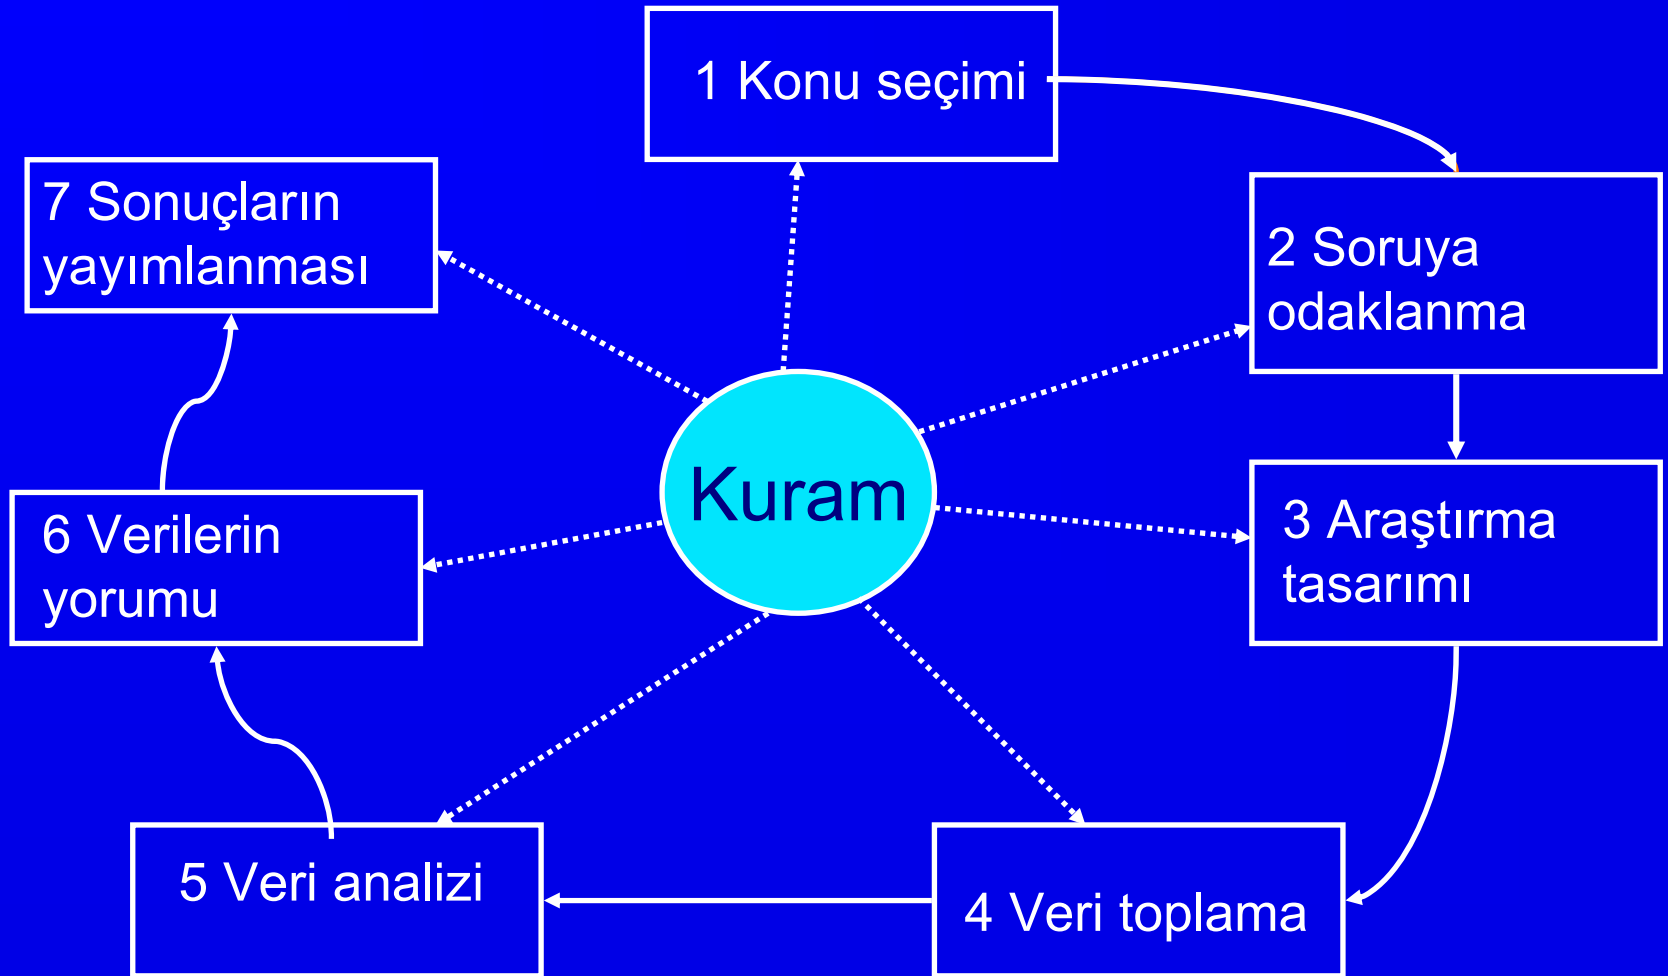 1 Konu seçimi
2 Soruya
odaklanma
3 Araştırma
tasarımı
4 Veri toplama
5 Veri analizi
6 Verilerin
yorumu
7 Sonuçların
yayımlanması
Kuram